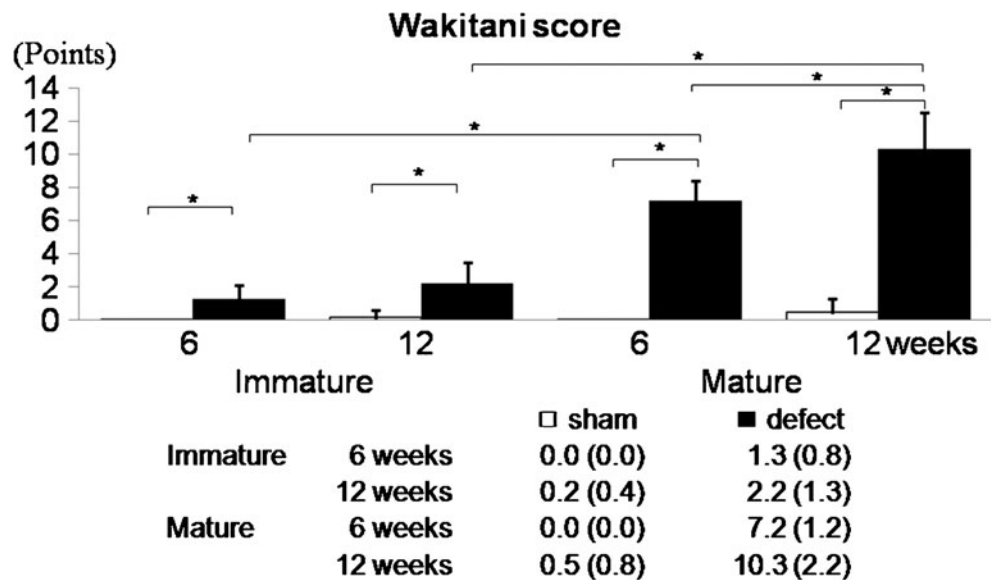 Wakitani score
(Points)
* * * * * * *
14
12
10
8
6
4
2
0
6 12 6 12 weeks
Immature Mature
sham defect
Immature 6 weeks 0.0 (0.0) 1.3 (0.8)
12 weeks 0.2 (0.4) 2.2 (1.3)
Mature 6 weeks 0.0 (0.0) 7.2 (1.2)
12 weeks 0.5 (0.8) 10.3 (2.2)